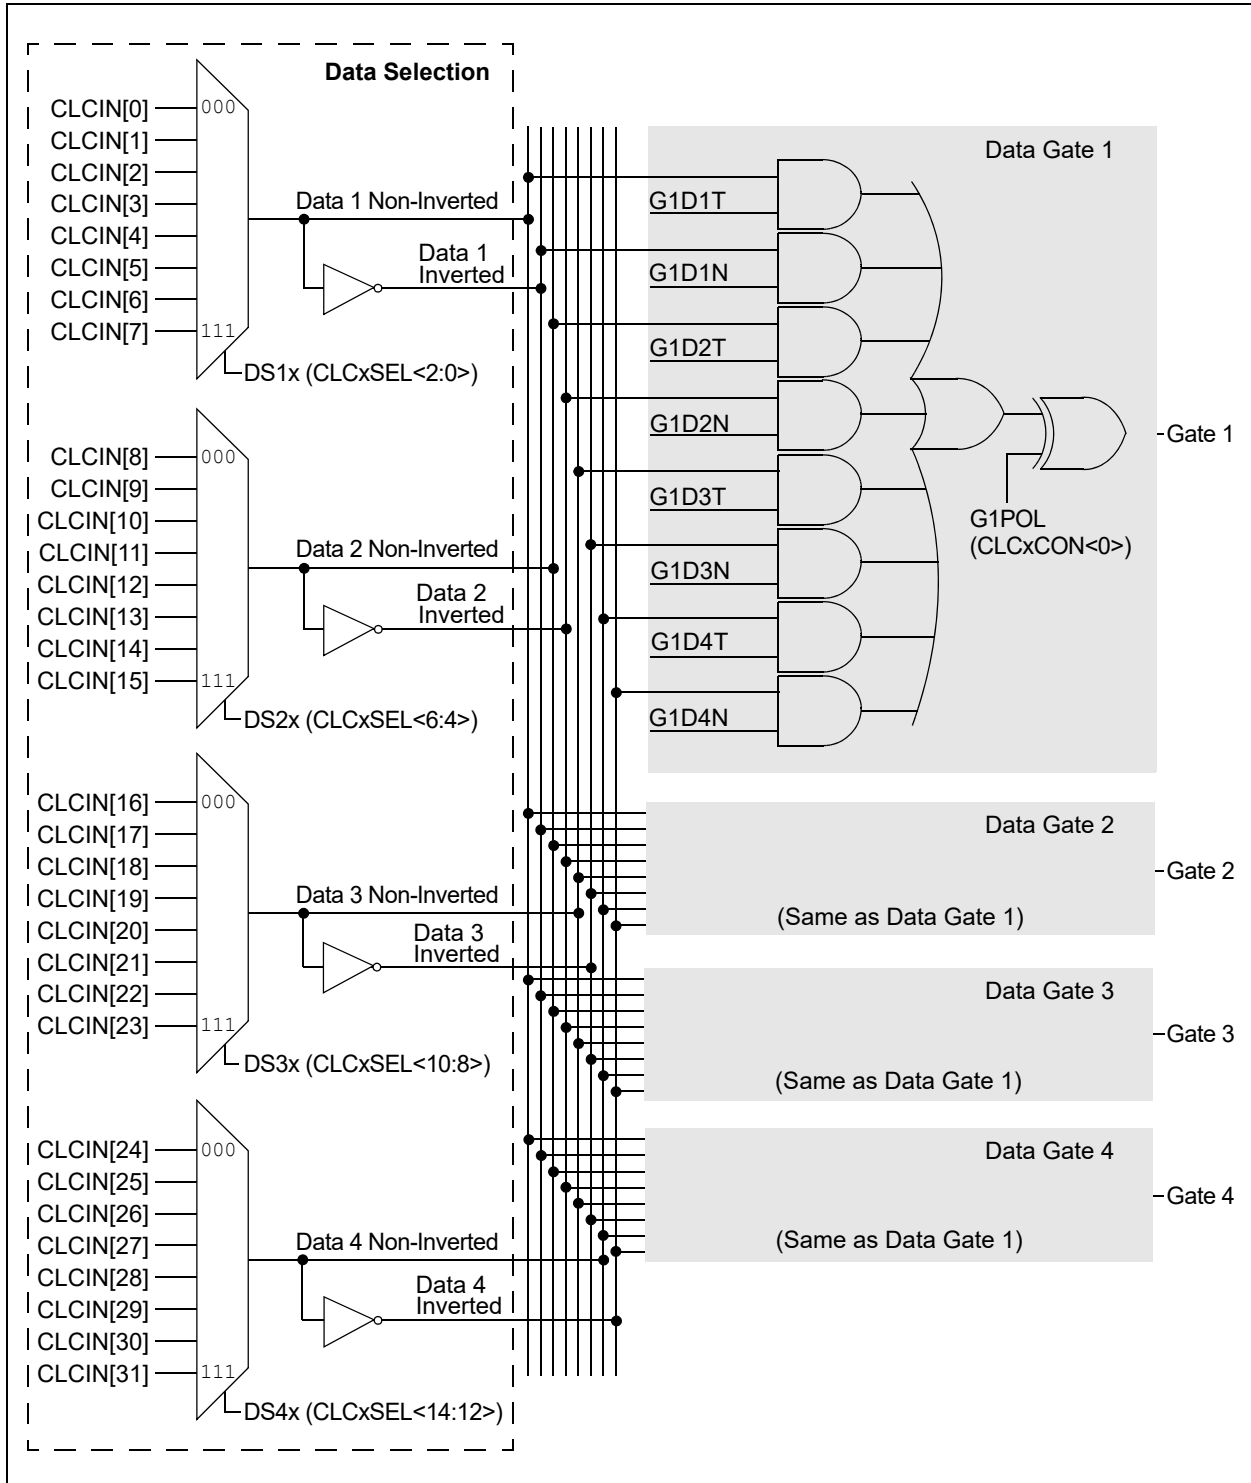 Data Selection
CLCIN[0]
000
CLCIN[1]
CLCIN[2]
CLCIN[3]
CLCIN[4]
CLCIN[5]
CLCIN[6]
CLCIN[7]
111
Data 1 Non-Inverted
Data 1
Inverted
DS1x (CLCxSEL<2:0>)
CLCIN[8]
000
CLCIN[9]
CLCIN[10]
CLCIN[11]
CLCIN[12]
CLCIN[13]
CLCIN[14]
CLCIN[15]
111
Data 2 Non-Inverted
Data 2
Inverted
DS2x (CLCxSEL<6:4>)
CLCIN[16]
000
CLCIN[17]
CLCIN[18]
CLCIN[19]
CLCIN[20]
CLCIN[21]
CLCIN[22]
CLCIN[23]
111
Data 3 Non-Inverted
Data 3
Inverted
DS3x (CLCxSEL<10:8>)
CLCIN[24]
000
CLCIN[25]
CLCIN[26]
CLCIN[27]
CLCIN[28]
CLCIN[29]
CLCIN[30]
CLCIN[31]
111
Data 4 Non-Inverted
Data 4
Inverted
DS4x (CLCxSEL<14:12>)
Data Gate 1
G1D1T
G1D1N
G1D2T
G1D2N
G1D3T
G1D3N
G1D4T
G1D4N
G1POL
(CLCxCON<0>)
Gate 1
Data Gate 2
(Same as Data Gate 1)
Gate 2
Data Gate 3
(Same as Data Gate 1)
Gate 3
Data Gate 4
(Same as Data Gate 1)
Gate 4